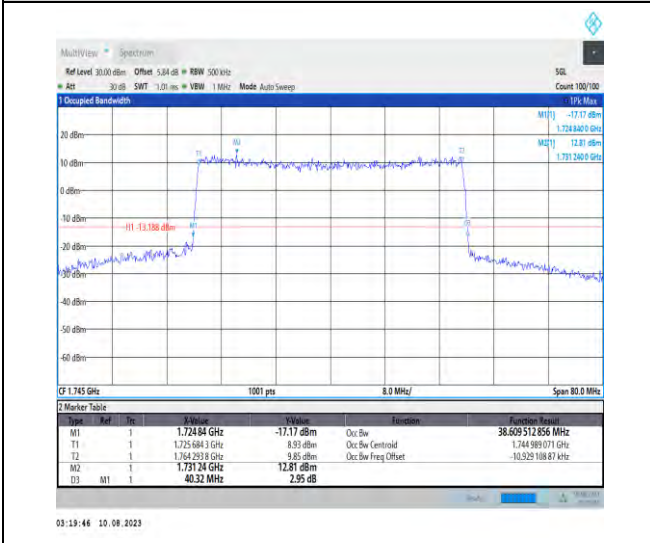 MultiView Spectrum
Ref Level 30.00 dBm Offset 5.84 dB RBW 500 kHz SGL
Att 30 dB SWT 1.01 ms VBW 1 MHz Mode Auto Sweep Count 100/100
1 Occupied Bandwidth 1Pk Max
M1[1] -17.17 dBm
1.724 840 0 GHz
20 dBm
M2[1] 12.81 dBm
1.731 240 0 GHz
M2
T1
T2
10 dBm
0 dBm
-10 dBm
H1 -13.188 dBm
M1
D3
-20 dBm
-30 dBm
-40 dBm
-50 dBm
-60 dBm
CF 1.745 GHz 1001 pts 8.0 MHz/ Span 80.0 MHz
2 Marker Table
Type Ref Trc X-Value Y-Value Function Function Result
M1 1 1.724 84 GHz -17.17 dBm Occ Bw 38.609 512 856 MHz
T1 1 1.725 684 3 GHz 8.93 dBm Occ Bw Centroid 1.744 989 071 GHz
T2 1 1.764 293 8 GHz 9.85 dBm Occ Bw Freq Offset -10.929 108 87 kHz
M2 1 1.731 24 GHz 12.81 dBm
D3 M1 1 40.32 MHz 2.95 dB
03:19:46 10.08.2023